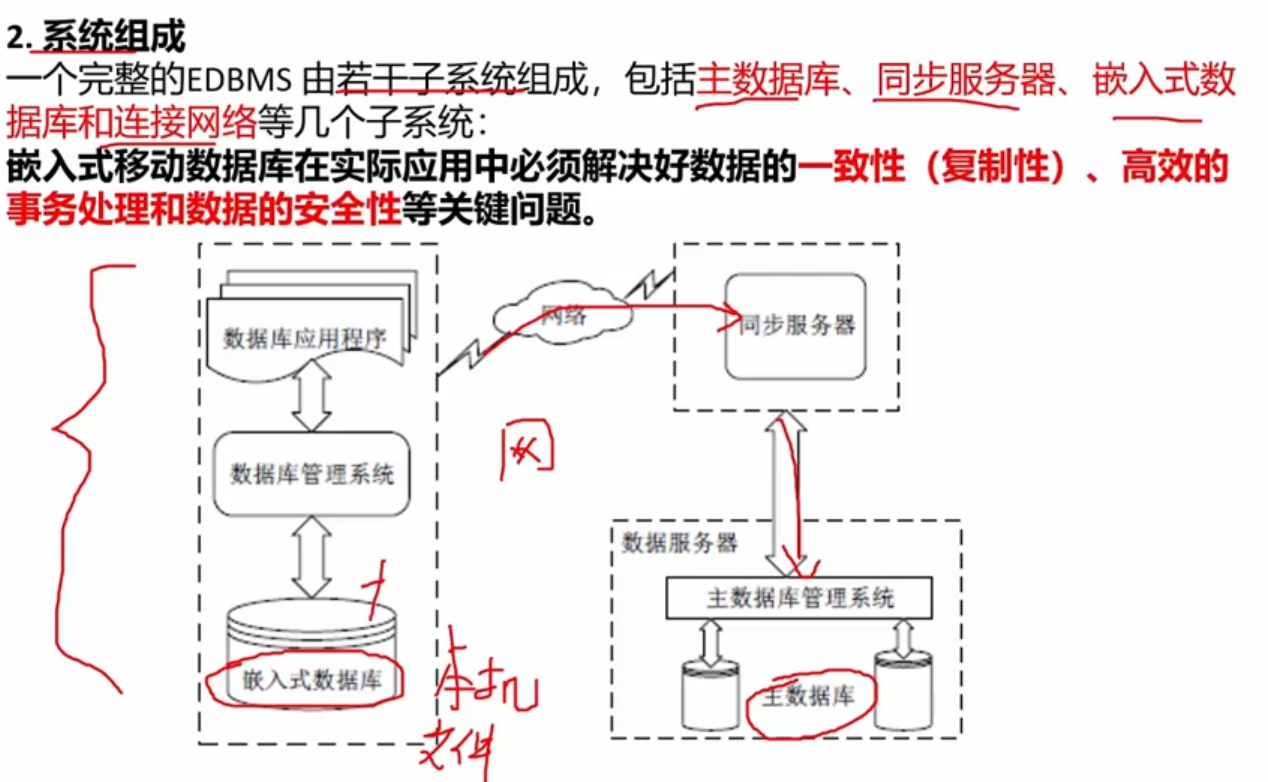 2. 系统组成
一个完整的EDBMS 由若干子系统组成，包括主数据库、同步服务器、嵌入式数
据库和连接网络等几个子系统：
嵌入式移动数据库在实际应用中必须解决好数据的一致性（复制性）、高效的
事务处理和数据的安全性等关键问题。
数据库应用程序
网络
同步服务器
网
数据库管理系统
数据服务器
主数据库管理系统
嵌入式数据库
本机
文件
主数据库